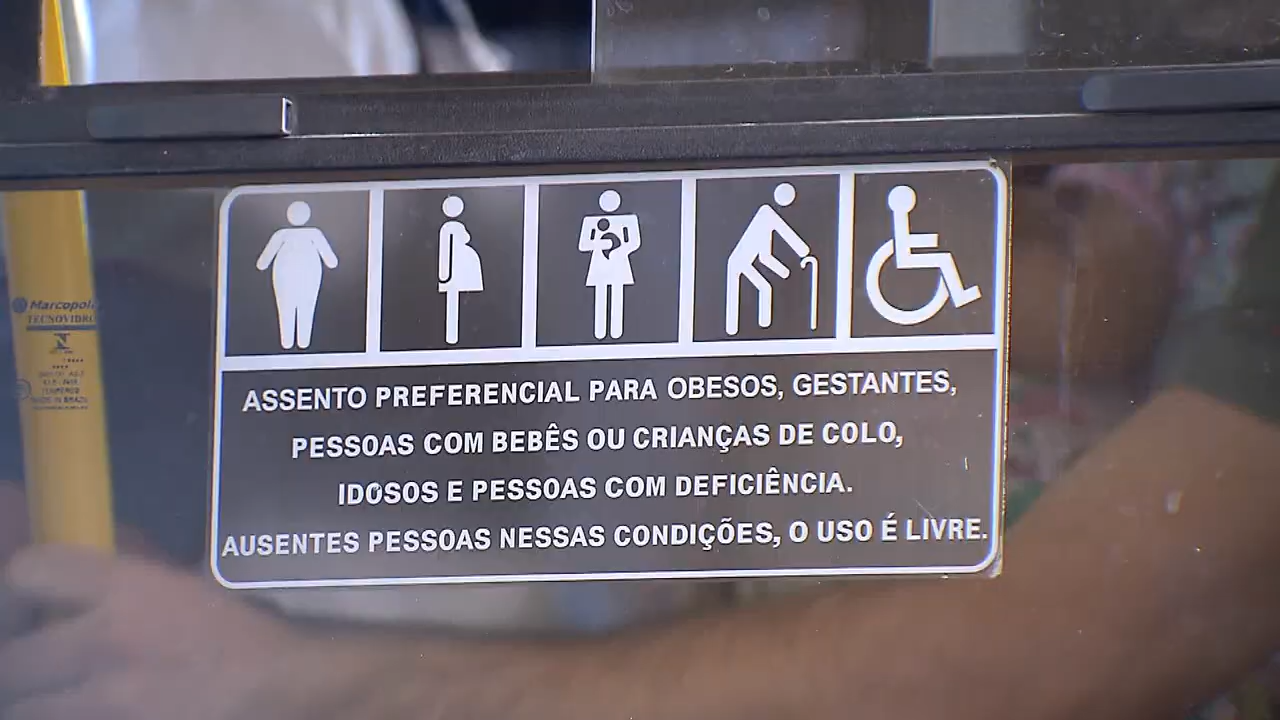 Marcopolo
TECNOVIDRO
ASSENTO PREFERENCIAL PARA OBESOS, GESTANTES,
PESSOAS COM BEBÊS OU CRIANÇAS DE COLO,
IDOSOS E PESSOAS COM DEFICIÊNCIA.
AUSENTES PESSOAS NESSAS CONDIÇÕES, O USO É LIVRE.